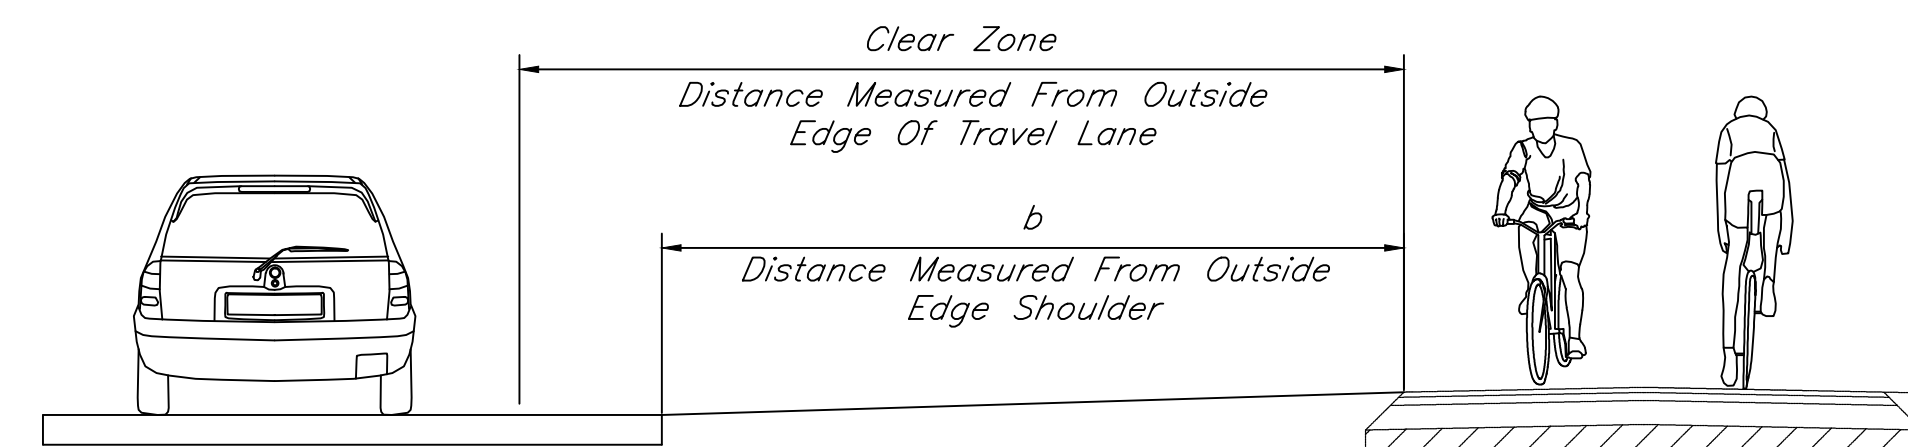 Clear Zone
Distance Measured From Outside
Edge Of Travel Lane
b
Distance Measured From Outside
Edge Shoulder